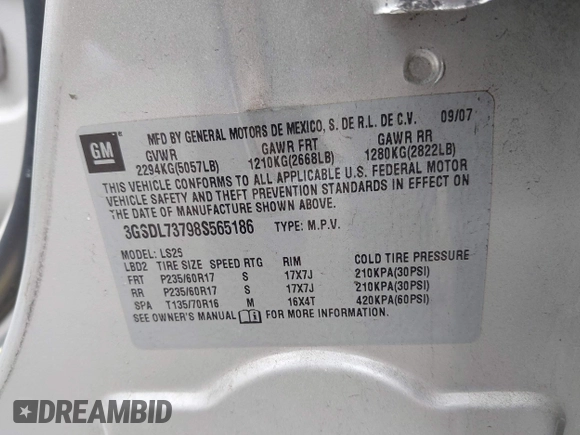 MFD BY GENERAL MOTORS DE MEXICO, S. DE R.L. DE C.V. 09/07
GM
GVWR GAWR FRT GAWR RR
2294KG(5057LB) 1210KG(2668LB) 1280KG(2822LB)
THIS VEHICLE CONFORMS TO ALL APPLICABLE U.S. FEDERAL MOTOR
VEHICLE SAFETY AND THEFT PREVENTION STANDARDS IN EFFECT ON
THE DATE OF MANUFACTURE SHOWN ABOVE.
3GSDL73798S565186 TYPE: M.P.V.
MODEL: LS25
LBD2 TIRE SIZE SPEED RTG RIM COLD TIRE PRESSURE
FRT P235/60R17 S 17X7J 210KPA(30PSI)
RR P235/60R17 S 17X7J 210KPA(30PSI)
SPA T135/70R16 M 16X4T 420KPA(60PSI)
SEE OWNER'S MANUAL FOR MORE INFORMATION.
DREAMBID